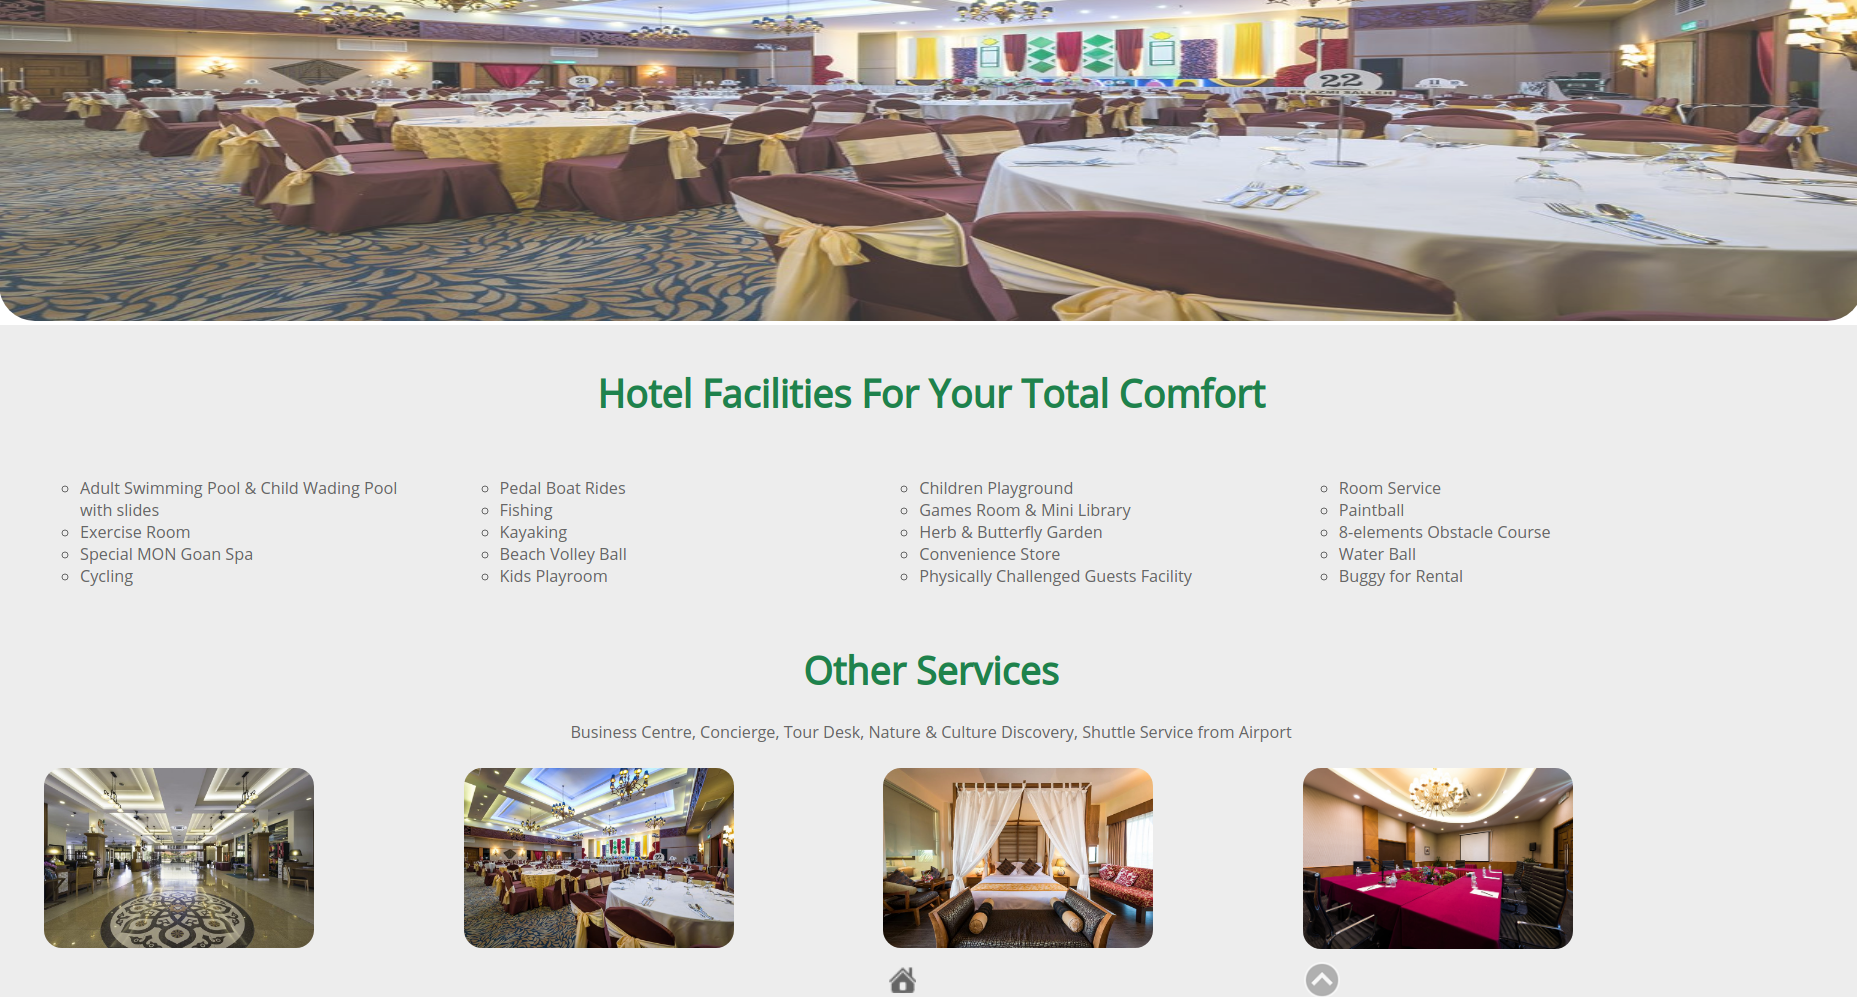 21
22
11
Hotel Facilities For Your Total Comfort
Adult Swimming Pool & Child Wading Pool
with slides
Exercise Room
Special MON Goan Spa
Cycling
Pedal Boat Rides
Fishing
Kayaking
Beach Volley Ball
Kids Playroom
Children Playground
Games Room & Mini Library
Herb & Butterfly Garden
Convenience Store
Physically Challenged Guests Facility
Room Service
Paintball
8-elements Obstacle Course
Water Ball
Buggy for Rental
Other Services
Business Centre, Concierge, Tour Desk, Nature & Culture Discovery, Shuttle Service from Airport